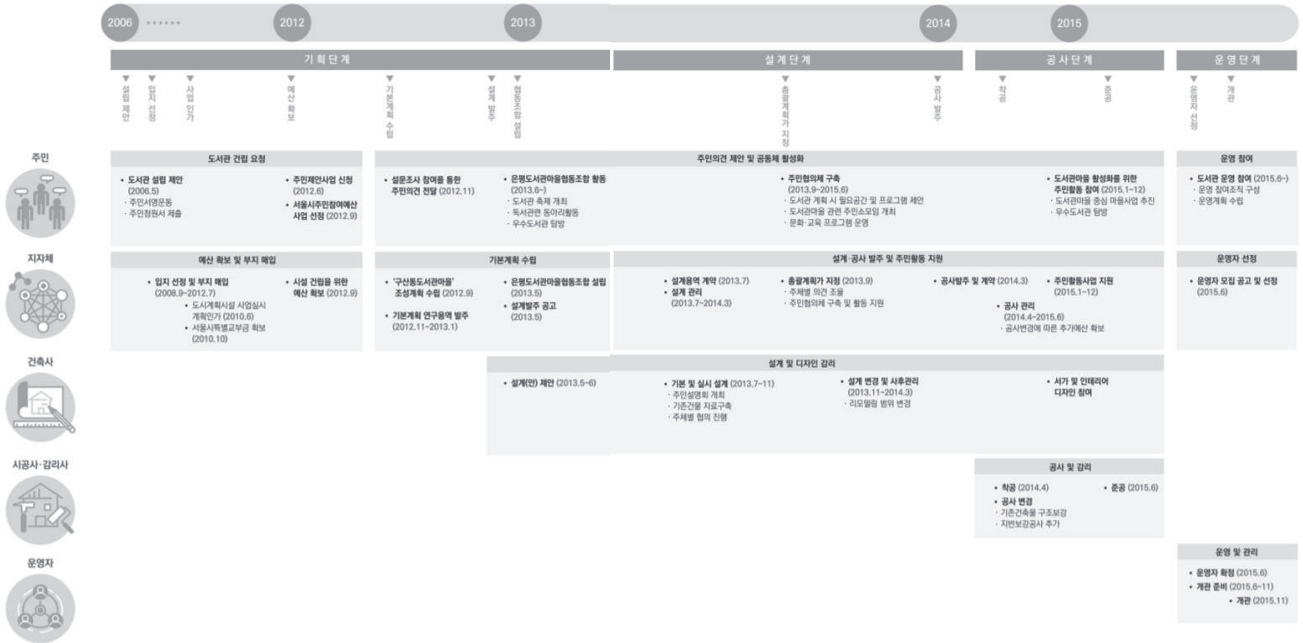 2006
2012
2013
2014
2015
기획단계
설계단계
공사단계
운영단계
설립 제안
입지 선정
사업 인가
예산 확보
기본계획 수립
설계 발주
협동조합 설립
총괄계획가 지정
공사 발주
착공
준공
운영자 선정
개관
주민
도서관 건립 요청
• 도서관 설립 제안
(2006.5)
· 주민서명운동
· 주민청원서 제출
• 주민제안사업 신청
(2012.6)
• 서울시주민참여예산
사업 선정 (2012.9)
주민의견 제안 및 공동체 활성화
• 설문조사 참여를 통한
주민의견 전달 (2012.11)
• 은평도서관마을협동조합 활동
(2013.6~)
· 도서관 축제 개최
· 독서관련 동아리활동
· 우수도서관 탐방
• 주민협의체 구축
(2013.9~2015.6)
· 도서관 계획 시 필요공간 및 프로그램 제안
· 도서관마을 관련 주민소모임 개최
· 문화·교육 프로그램 운영
• 도서관마을 활성화를 위한
주민활동 참여 (2015.1~12)
· 도서관마을 중심 마을사업 추진
· 우수도서관 탐방
운영 참여
• 도서관 운영 참여 (2015.6~)
· 운영 참여조직 구성
· 운영계획 수립
지자체
예산 확보 및 부지 매입
• 입지 선정 및 부지 매입
(2008.9~2012.7)
• 도시계획시설 사업실시
계획인가 (2010.6)
• 서울시특별교부금 확보
(2010.10)
• 시설 건립을 위한
예산 확보 (2012.9)
기본계획 수립
• '구산동도서관마을'
조성계획 수립 (2012.9)
• 기본계획 연구용역 발주
(2012.11~2013.1)
• 은평도서관마을협동조합 설립
(2013.5)
• 설계발주 공고
(2013.5)
설계·공사 발주 및 주민활동 지원
• 설계용역 계약 (2013.7)
• 설계 관리
(2013.7~2014.3)
• 총괄계획가 지정 (2013.9)
· 주체별 의견 조율
· 주민협의체 구축 및 활동 지원
• 공사발주 및 계약 (2014.3)
• 공사 관리
(2014.4~2015.6)
· 공사변경에 따른 추가예산 확보
• 주민활동사업 지원
(2015.1~12)
운영자 선정
• 운영자 모집 공고 및 선정
(2015.6)
건축사
설계 및 디자인 감리
• 설계(안) 제안 (2013.5~6)
• 기본 및 실시 설계 (2013.7~11)
· 주민설명회 개최
· 기존건물 자료구축
· 주체별 협의 진행
• 설계 변경 및 사후관리
(2013.11~2014.3)
· 리모델링 범위 변경
• 서가 및 인테리어
디자인 참여
시공사·감리사
공사 및 감리
• 착공 (2014.4)
• 공사 변경
· 기존건축물 구조보강
· 지반보강공사 추가
• 준공 (2015.6)
운영자
운영 및 관리
• 운영자 확정 (2015.6)
• 개관 준비 (2015.6~11)
• 개관 (2015.11)